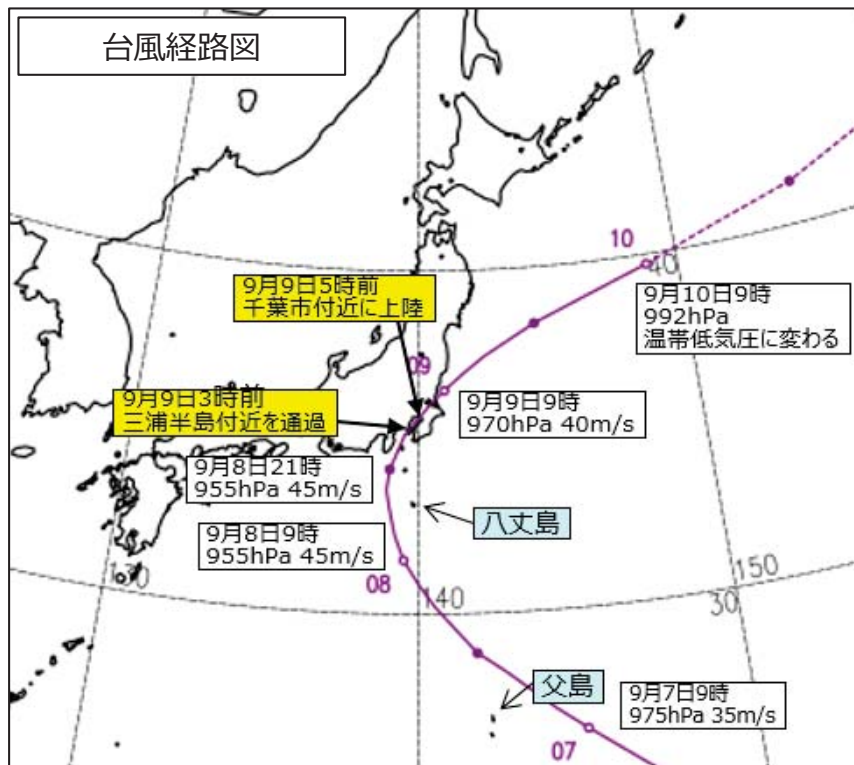 台風経路図
10
40
9月10日9時
992hPa
温帯低気圧に変わる
9月9日5時前
千葉市付近に上陸
09
9月9日3時前
三浦半島付近を通過
9月9日9時
970hPa 40m/s
9月8日21時
955hPa 45m/s
八丈島
9月8日9時
955hPa 45m/s
130
08
140
150
30
父島
9月7日9時
975hPa 35m/s
07